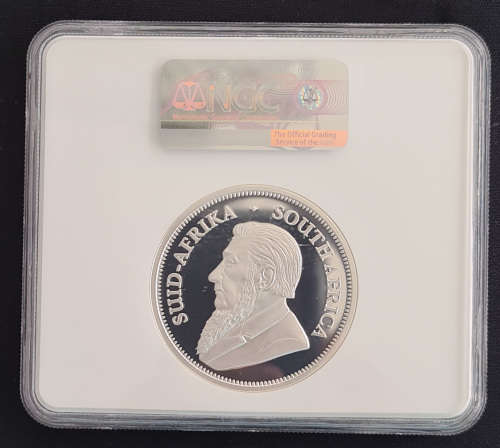 NGC
The Official Grading
Service of the
SUID-AFRIKA · SOUTH AFRICA